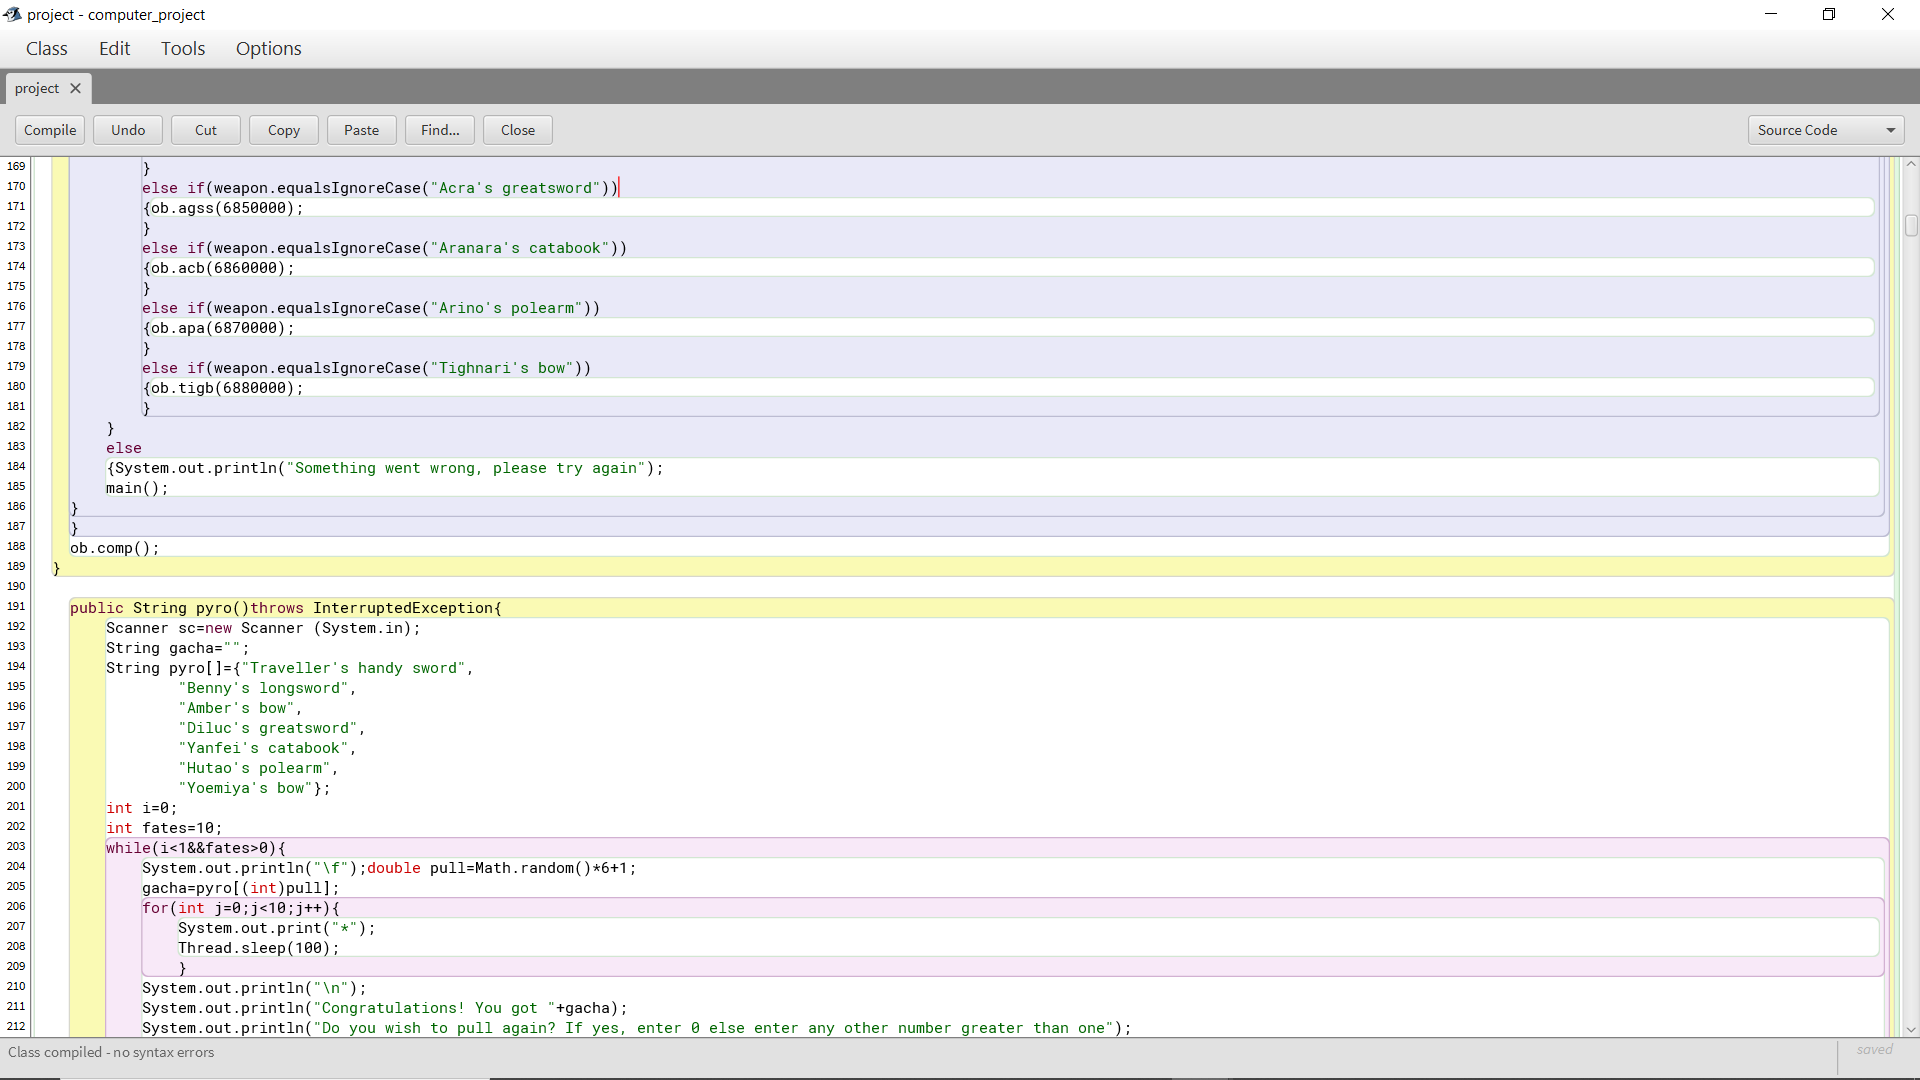 project - computer_project
Class Edit Tools Options
project
Compile Undo Cut Copy Paste Find... Close Source Code
169 }
170 else if(weapon.equalsIgnoreCase("Acra's greatsword"))
171 {ob.agss(6850000);
172 }
173 else if(weapon.equalsIgnoreCase("Aranara's catabook"))
174 {ob.acb(6860000);
175 }
176 else if(weapon.equalsIgnoreCase("Arino's polearm"))
177 {ob.apa(6870000);
178 }
179 else if(weapon.equalsIgnoreCase("Tighnari's bow"))
180 {ob.tigb(6880000);
181 }
182 }
183 else
184 {System.out.println("Something went wrong, please try again");
185 main();
186 }
187 }
188 ob.comp();
189 }
190
191 public String pyro()throws InterruptedException{
192 Scanner sc=new Scanner (System.in);
193 String gacha="";
194 String pyro[]={"Traveller's handy sword",
195 "Benny's longsword",
196 "Amber's bow",
197 "Diluc's greatsword",
198 "Yanfei's catabook",
199 "Hutao's polearm",
200 "Yoemiya's bow"};
201 int i=0;
202 int fates=10;
203 while(i<1&&fates>0){
204 System.out.println("\f");double pull=Math.random()*6+1;
205 gacha=pyro[(int)pull];
206 for(int j=0;j<10;j++){
207 System.out.print("*");
208 Thread.sleep(100);
209 }
210 System.out.println("\n");
211 System.out.println("Congratulations! You got "+gacha);
212 System.out.println("Do you wish to pull again? If yes, enter 0 else enter any other number greater than one");
Class compiled - no syntax errors
saved